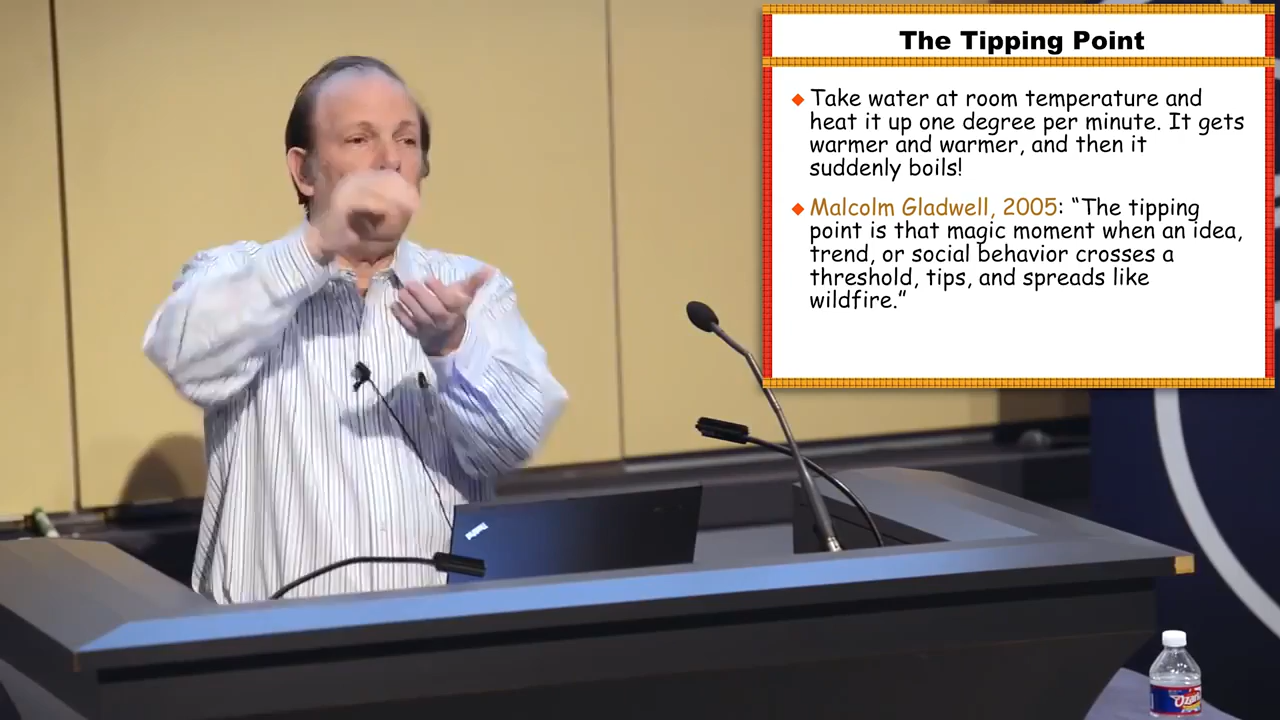 The Tipping Point
Take water at room temperature and
heat it up one degree per minute. It gets
warmer and warmer, and then it
suddenly boils!
Malcolm Gladwell, 2005: “The tipping
point is that magic moment when an idea,
trend, or social behavior crosses a
threshold, tips, and spreads like
wildfire.”